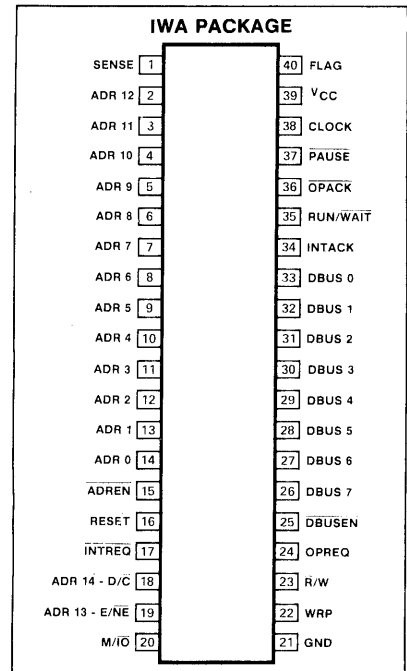 IWA PACKAGE
SENSE 1 40 FLAG
ADR 12 2 39 VCC
ADR 11 3 38 CLOCK
ADR 10 4 37 PAUSE
ADR 9 5 36 OPACK
ADR 8 6 35 RUN/WAIT
ADR 7 7 34 INTACK
ADR 6 8 33 DBUS 0
ADR 5 9 32 DBUS 1
ADR 4 10 31 DBUS 2
ADR 3 11 30 DBUS 3
ADR 2 12 29 DBUS 4
ADR 1 13 28 DBUS 5
ADR 0 14 27 DBUS 6
ADREN 15 26 DBUS 7
RESET 16 25 DBUSEN
INTREQ 17 24 OPREQ
ADR 14 - D/C 18 23 R/W
ADR 13 - E/NE 19 22 WRP
M/IO 20 21 GND